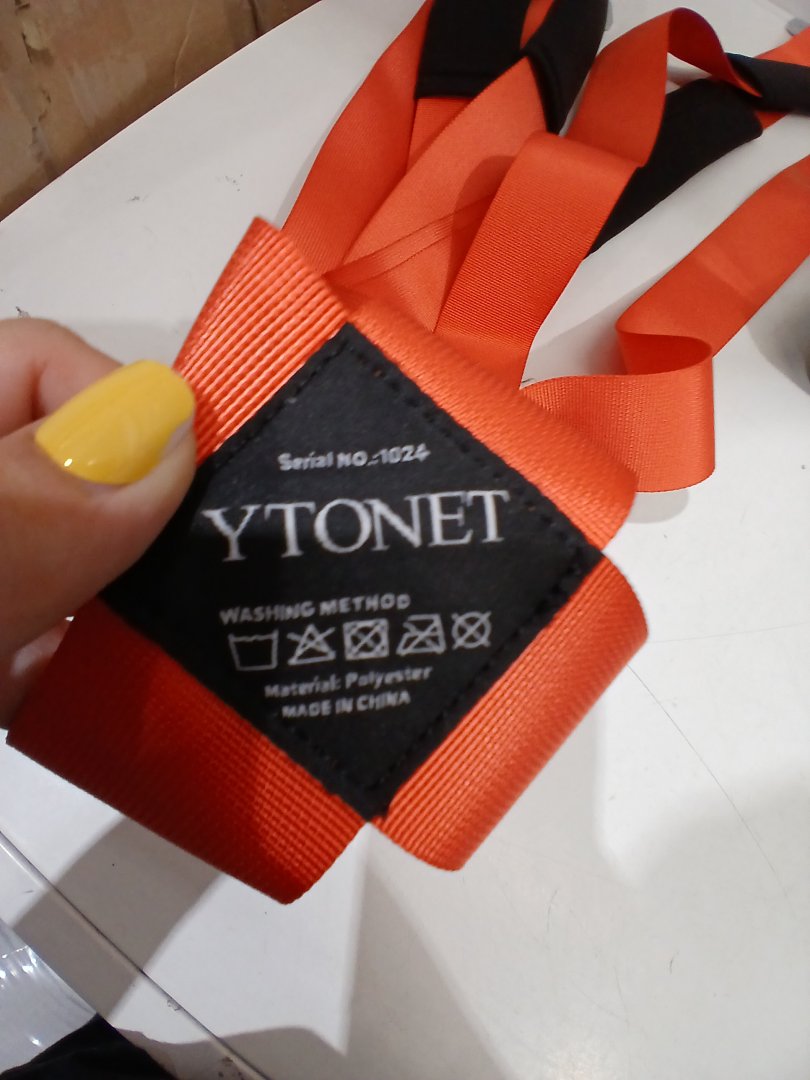 Serial NO.:1024
YTONET
WASHING METHOD
Material: Polyester
MADE IN CHINA